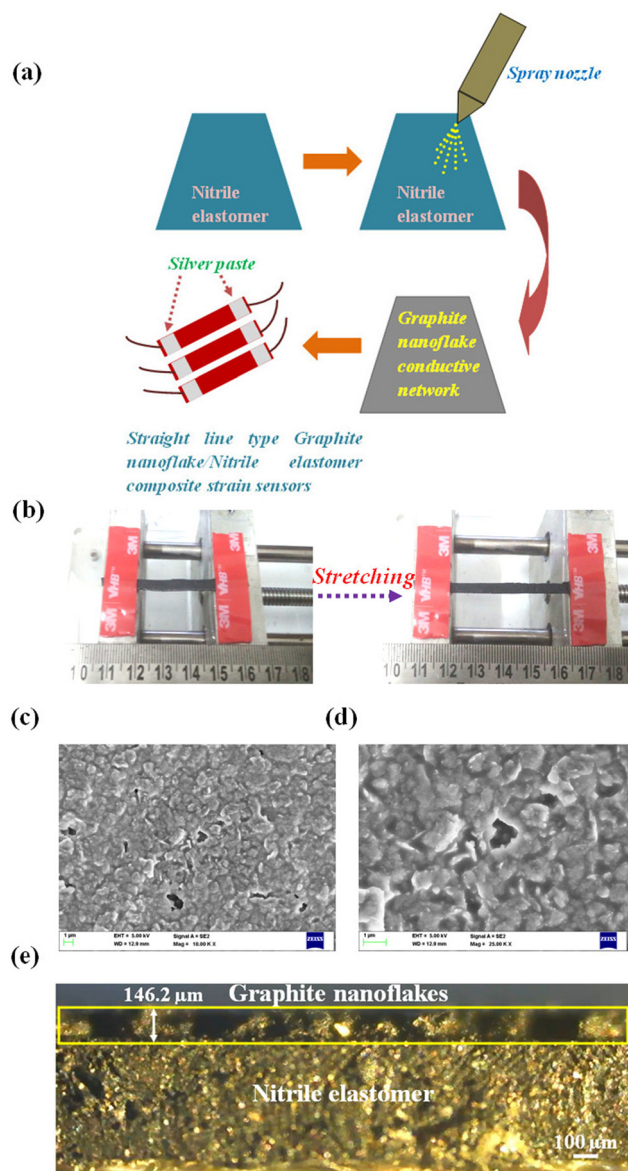 (a)
Spray nozzle
Nitrile
elastomer
Nitrile
elastomer
Silver paste
Graphite
nanoflake
conductive
network
Straight line type Graphite
nanoflake/Nitrile elastomer
composite strain sensors
(b)
3M VHB 3M
3M VHB 3M
Stretching
3M VHB 3M
3M VHB 3M
10 11 12 13 14 15 16 17 18
10 11 12 13 14 15 16 17 18
(c)
(d)
1 µm EHT = 5.00 kV Signal A = SE2
WD = 12.9 mm Mag = 10.00 K X
ZEISS
1 µm EHT = 5.00 kV Signal A = SE2
WD = 12.9 mm Mag = 25.00 K X
ZEISS
(e)
146.2 µm
Graphite nanoflakes
Nitrile elastomer
100 µm